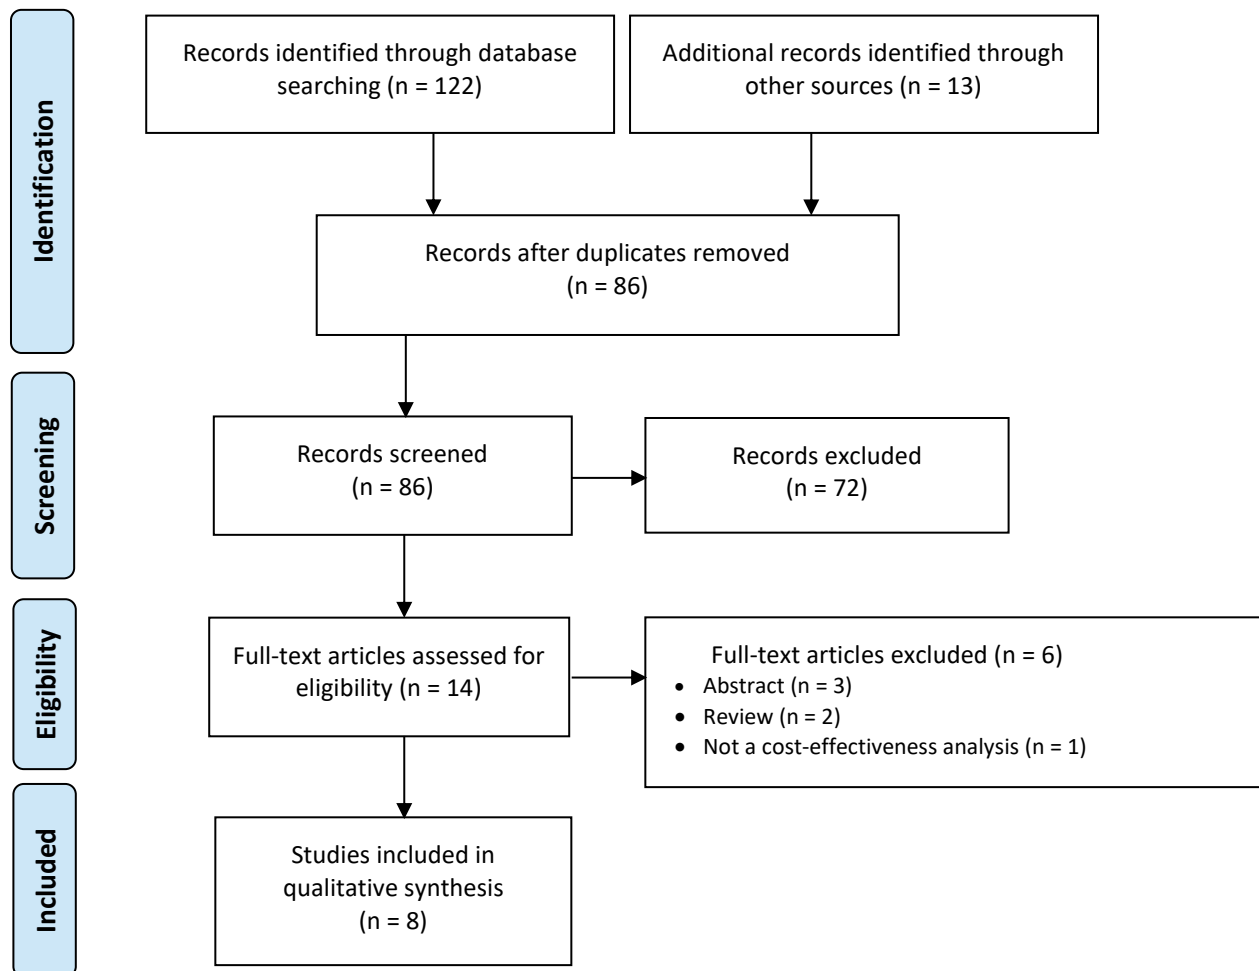 Identification
Records identified through database
searching (n = 122)
Additional records identified through
other sources (n = 13)
Records after duplicates removed
(n = 86)
Screening
Records screened
(n = 86)
Records excluded
(n = 72)
Eligibility
Full-text articles assessed for
eligibility (n = 14)
Full-text articles excluded (n = 6)
• Abstract (n = 3)
• Review (n = 2)
• Not a cost-effectiveness analysis (n = 1)
Included
Studies included in
qualitative synthesis
(n = 8)